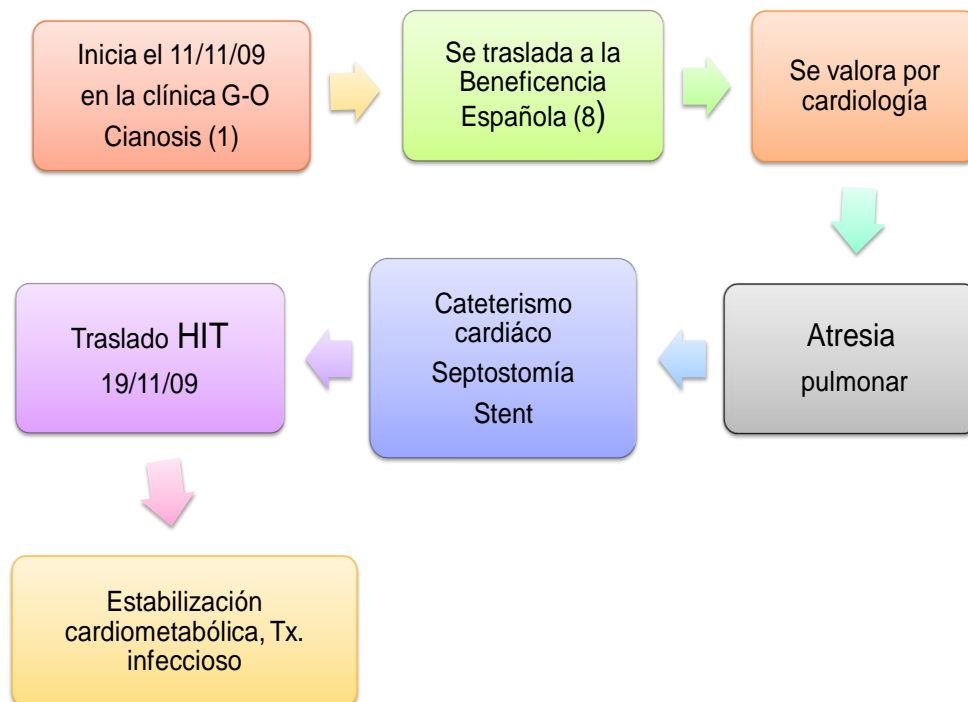 Inicia el 11/11/09
en la clínica G-O
Cianosis (1)
Se traslada a la
Beneficencia
Española (8)
Se valora por
cardiología
Atresia
pulmonar
Cateterismo
cardiáco
Septostomía
Stent
Traslado HIT
19/11/09
Estabilización
cardiometabólica, Tx.
infeccioso